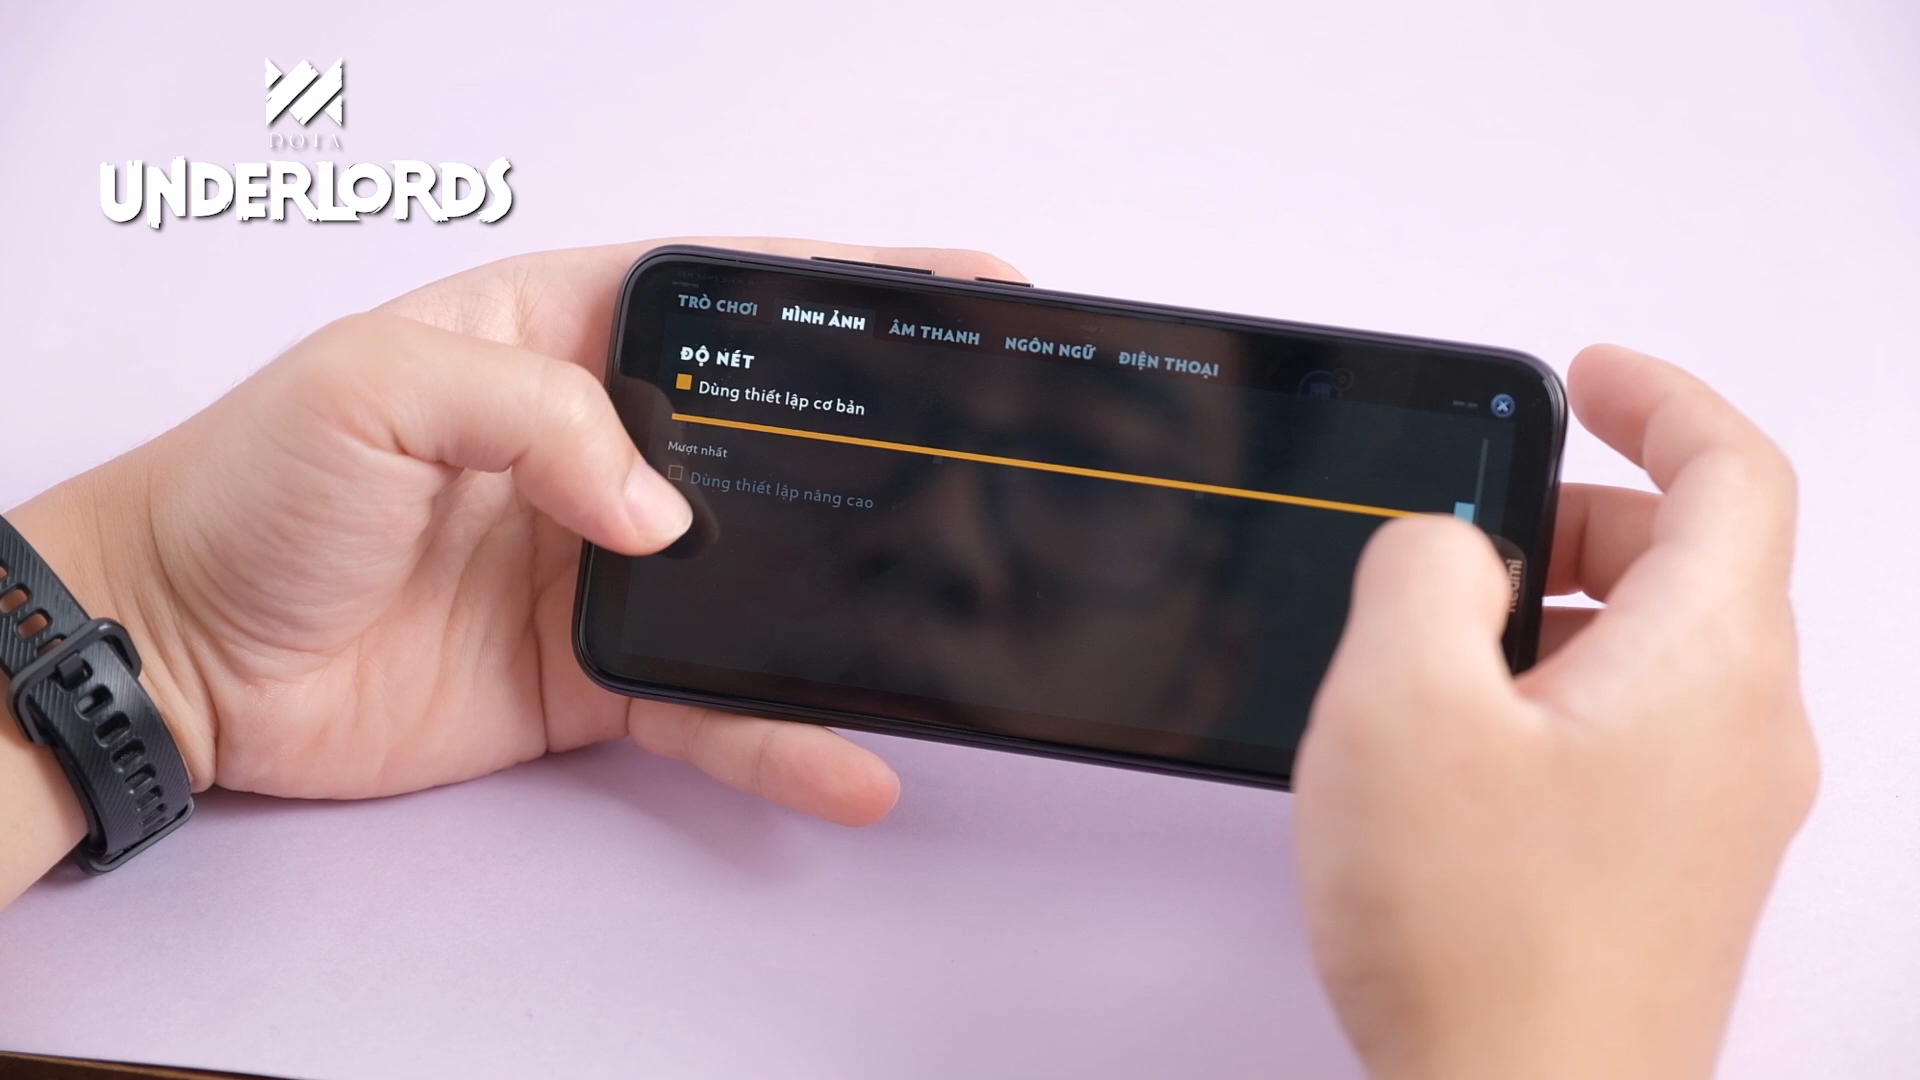 DOTA
UNDERLORDS
TRÒ CHƠI
HÌNH ẢNH
ÂM THANH
NGÔN NGỮ
ĐIỆN THOẠI
ĐỘ NÉT
Dùng thiết lập cơ bản
Mượt nhất
Dùng thiết lập nâng cao
Redmi